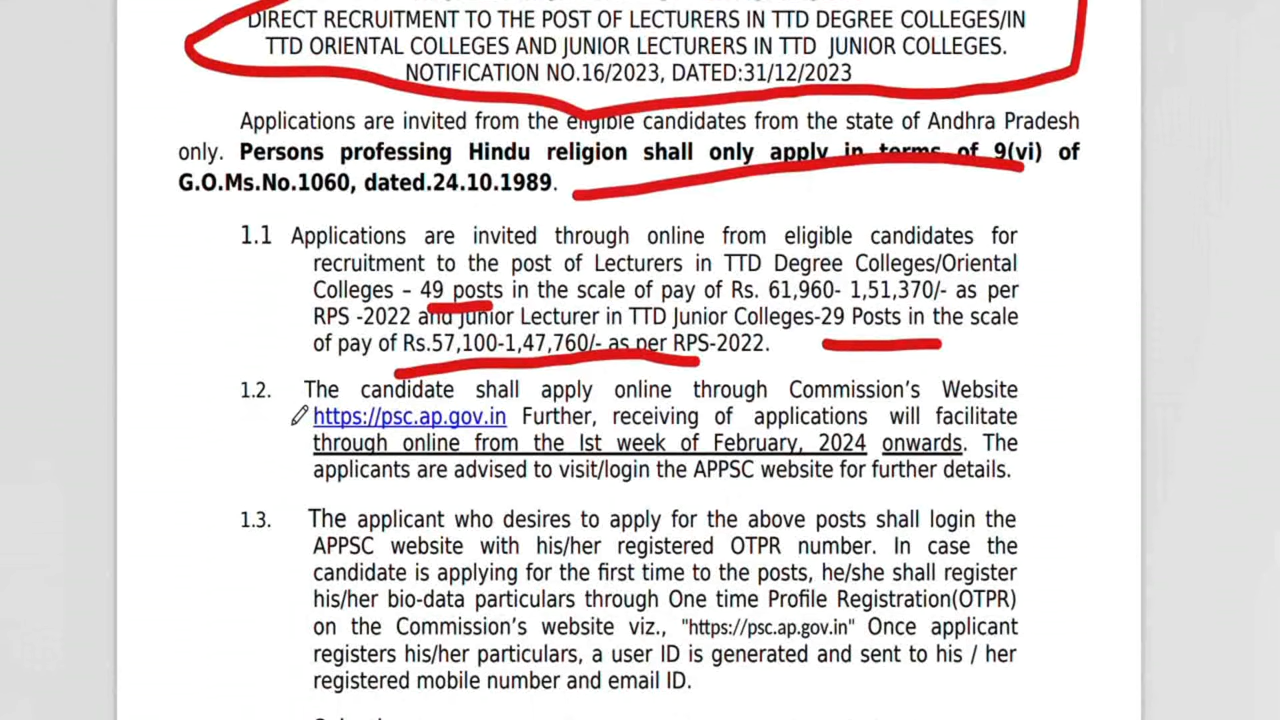 DIRECT RECRUITMENT TO THE POST OF LECTURERS IN TTD DEGREE COLLEGES/IN
TTD ORIENTAL COLLEGES AND JUNIOR LECTURERS IN TTD JUNIOR COLLEGES.
NOTIFICATION NO.16/2023, DATED:31/12/2023
Applications are invited from the eligible candidates from the state of Andhra Pradesh
only. Persons professing Hindu religion shall only apply in terms of 9(vi) of
G.O.Ms.No.1060, dated.24.10.1989.
1.1 Applications are invited through online from eligible candidates for
recruitment to the post of Lecturers in TTD Degree Colleges/Oriental
Colleges – 49 posts in the scale of pay of Rs. 61,960- 1,51,370/- as per
RPS -2022 and Junior Lecturer in TTD Junior Colleges-29 Posts in the scale
of pay of Rs.57,100-1,47,760/- as per RPS-2022.
1.2. The candidate shall apply online through Commission's Website
https://psc.ap.gov.in Further, receiving of applications will facilitate
through online from the Ist week of February, 2024 onwards. The
applicants are advised to visit/login the APPSC website for further details.
1.3. The applicant who desires to apply for the above posts shall login the
APPSC website with his/her registered OTPR number. In case the
candidate is applying for the first time to the posts, he/she shall register
his/her bio-data particulars through One time Profile Registration(OTPR)
on the Commission's website viz., "https://psc.ap.gov.in" Once applicant
registers his/her particulars, a user ID is generated and sent to his / her
registered mobile number and email ID.